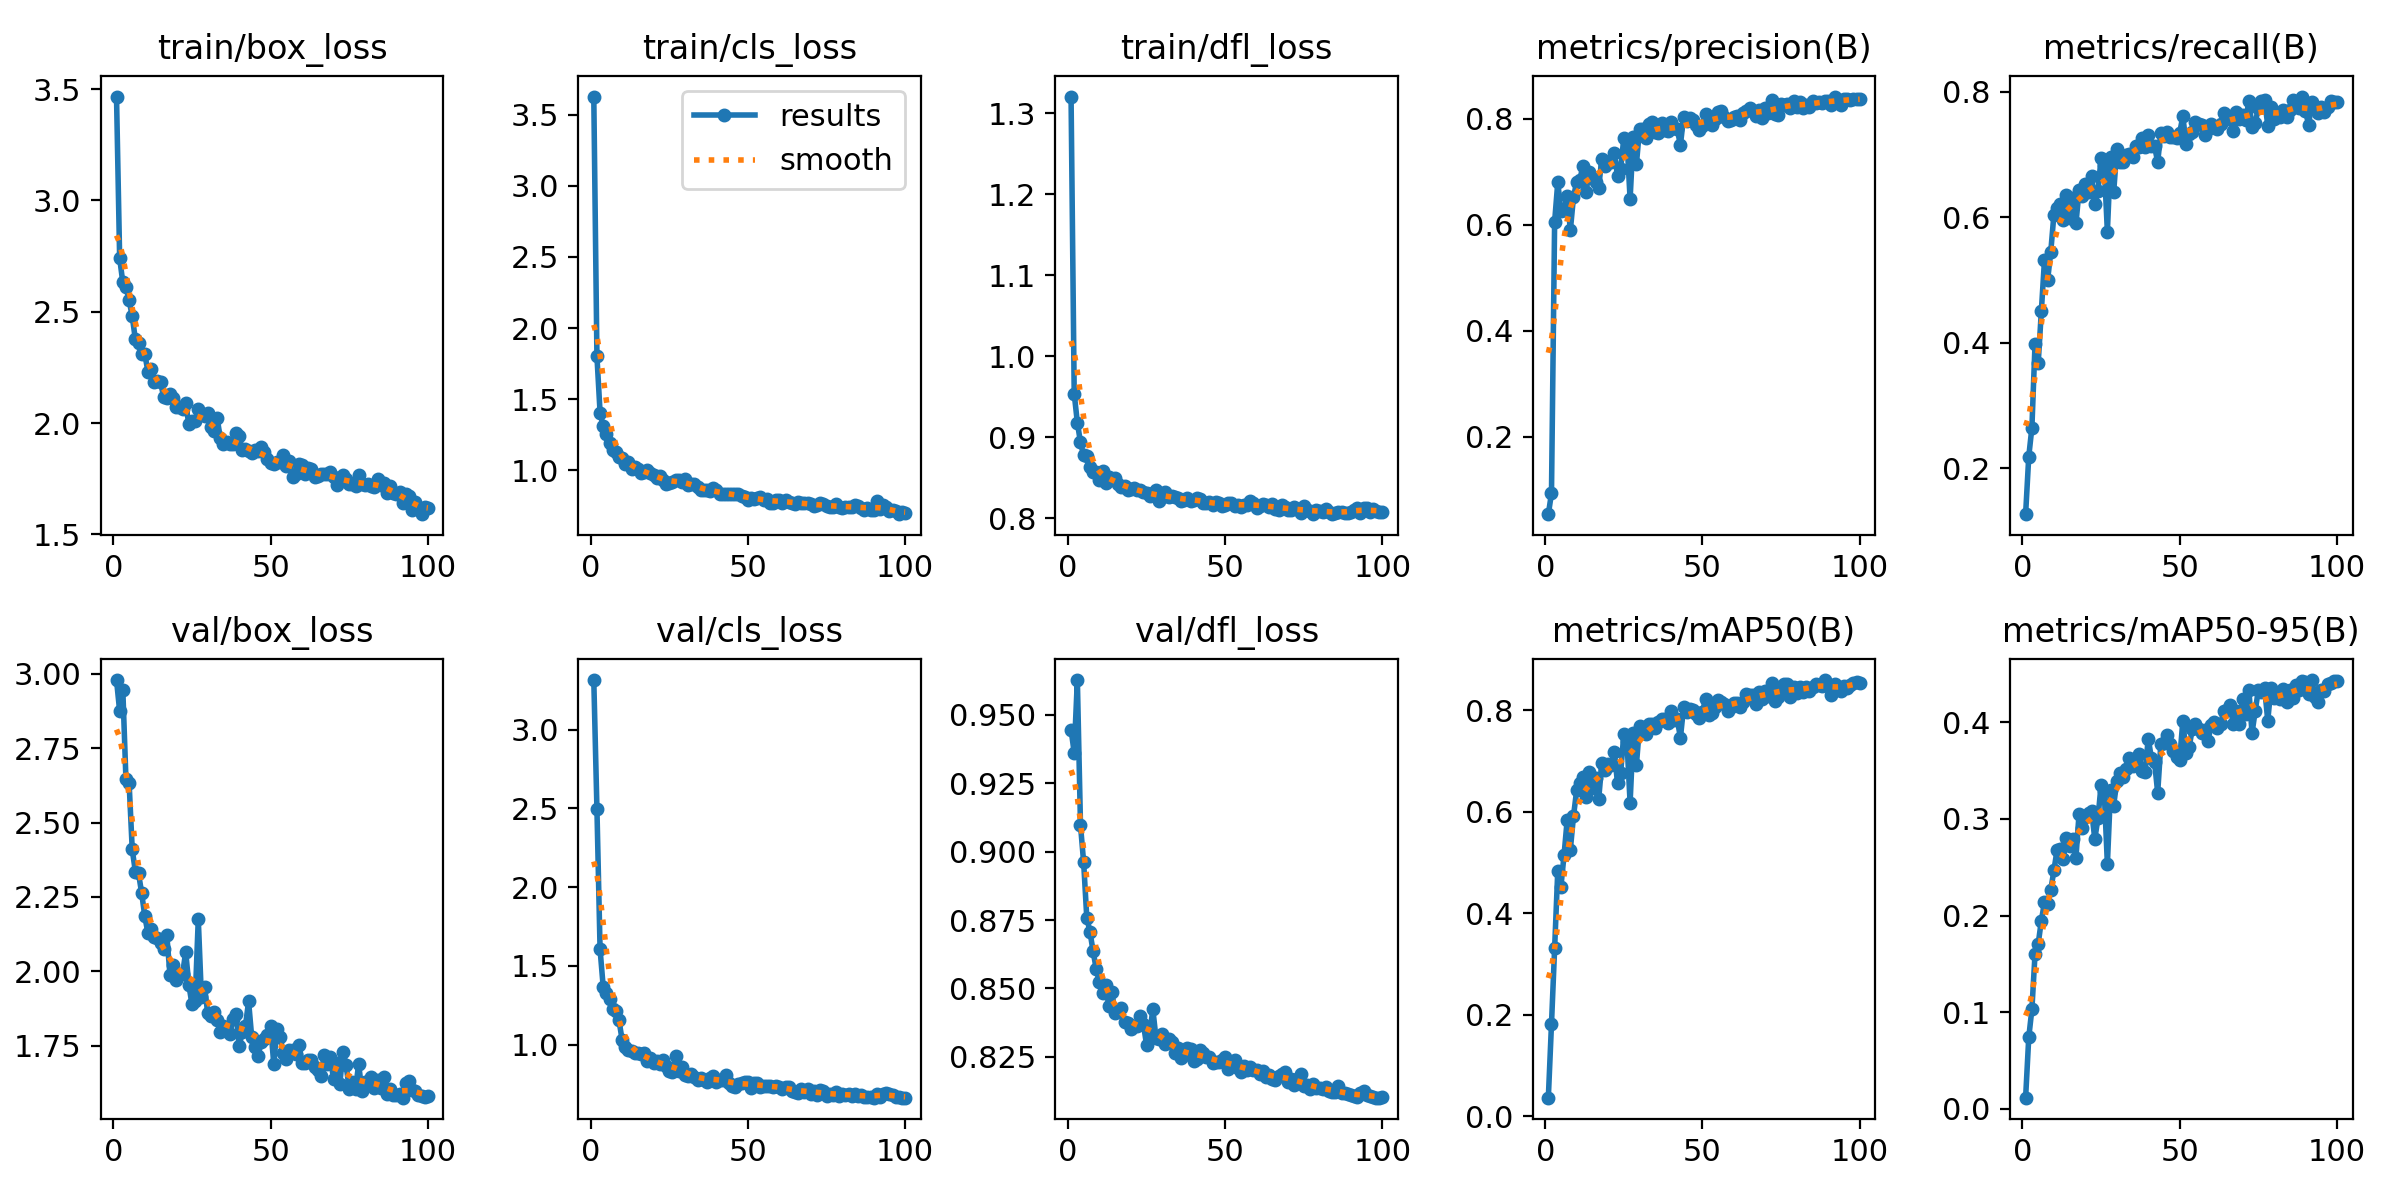 train/box_loss
3.5
3.0
2.5
2.0
1.5
0 50 100
train/cls_loss
results
smooth
3.5
3.0
2.5
2.0
1.5
1.0
0 50 100
train/dfl_loss
1.3
1.2
1.1
1.0
0.9
0.8
0 50 100
metrics/precision(B)
0.8
0.6
0.4
0.2
0 50 100
metrics/recall(B)
0.8
0.6
0.4
0.2
0 50 100
val/box_loss
3.00
2.75
2.50
2.25
2.00
1.75
0 50 100
val/cls_loss
3.0
2.5
2.0
1.5
1.0
0 50 100
val/dfl_loss
0.950
0.925
0.900
0.875
0.850
0.825
0 50 100
metrics/mAP50(B)
0.8
0.6
0.4
0.2
0.0
0 50 100
metrics/mAP50-95(B)
0.4
0.3
0.2
0.1
0.0
0 50 100